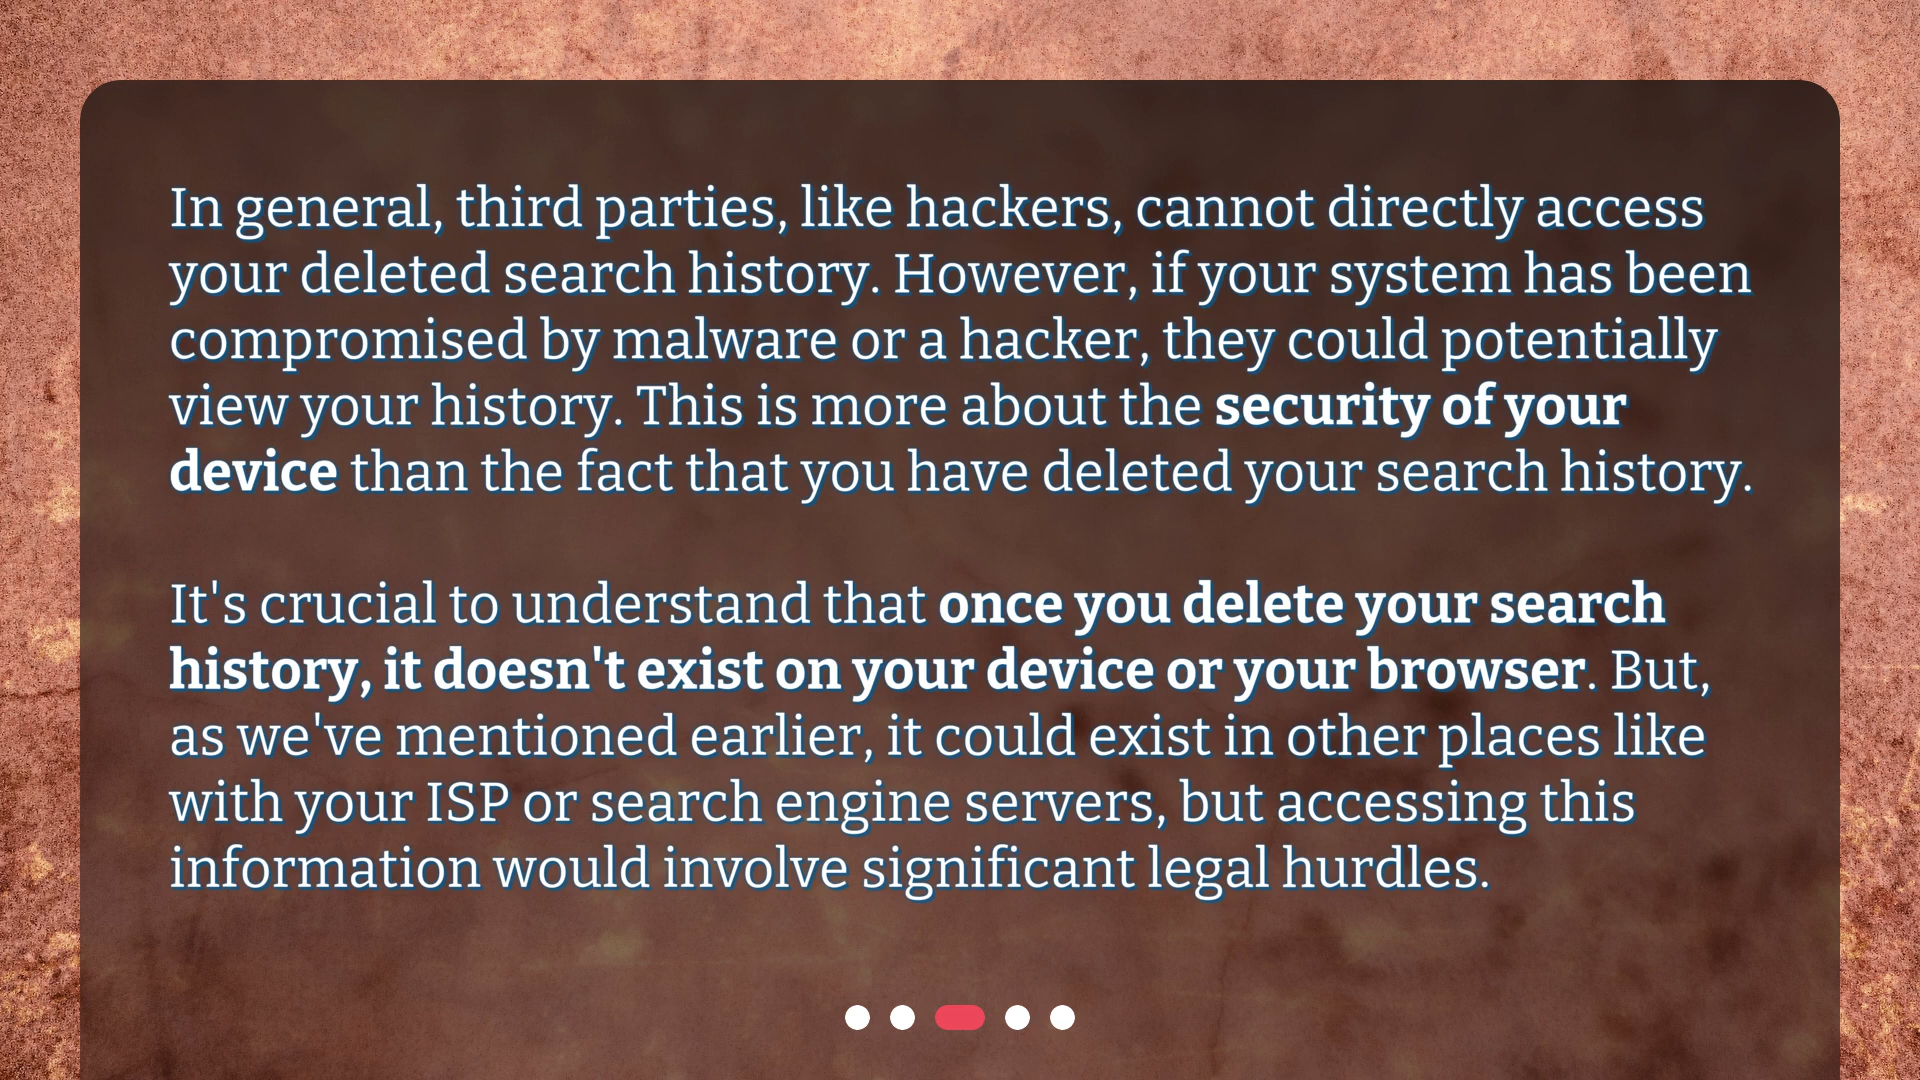 In general, third parties, like hackers, cannot directly access
your deleted search history. However, if your system has been
compromised by malware or a hacker, they could potentially
view your history. This is more about the security of your
device than the fact that you have deleted your search history.
It's crucial to understand that once you delete your search
history, it doesn't exist on your device or your browser. But,
as we've mentioned earlier, it could exist in other places like
with your ISP or search engine servers, but accessing this
information would involve significant legal hurdles.